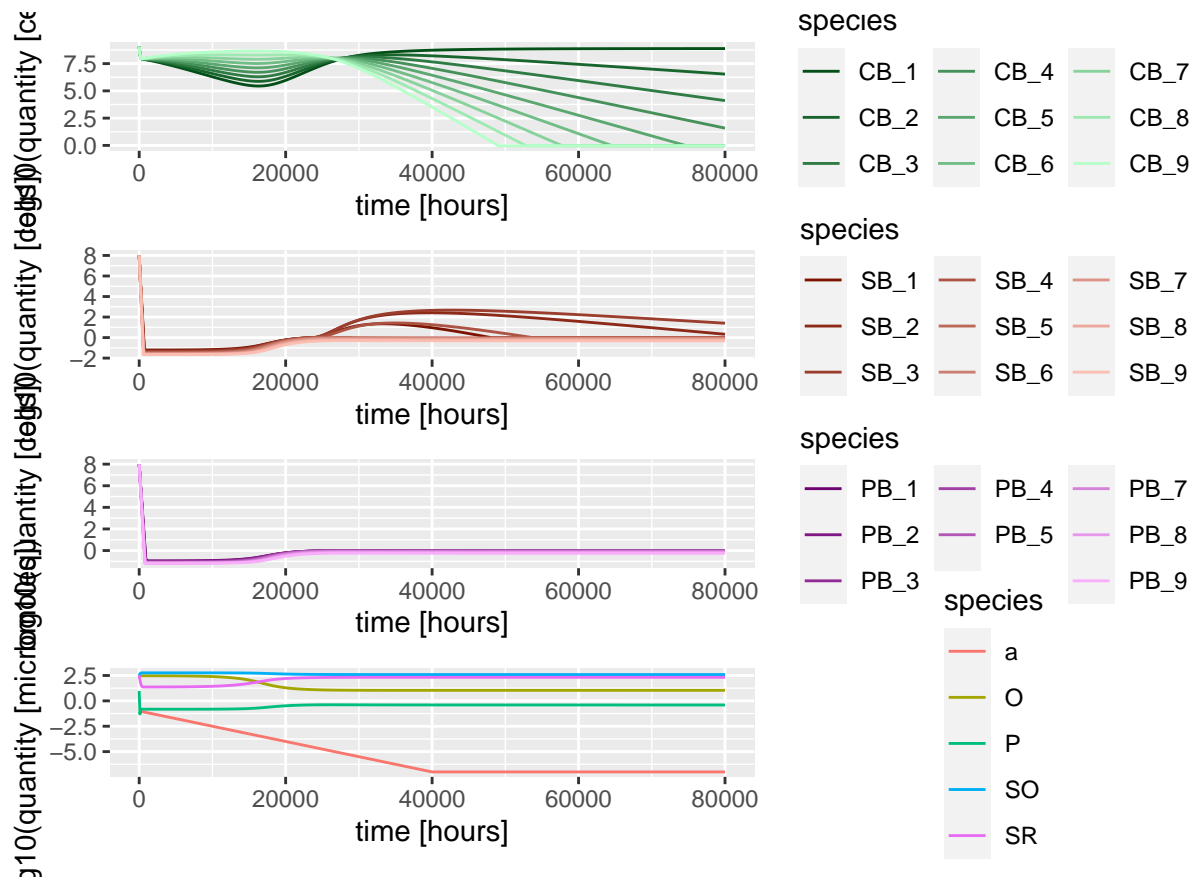 species
CB_1 CB_4 CB_7
CB_2 CB_5 CB_8
CB_3 CB_6 CB_9
7.5
5.0
2.5
0.0
0 20000 40000 60000 80000
time [hours]
species
SB_1 SB_4 SB_7
SB_2 SB_5 SB_8
SB_3 SB_6 SB_9
8
6
4
2
0
−2
0 20000 40000 60000 80000
time [hours]
species
PB_1 PB_4 PB_7
PB_2 PB_5 PB_8
PB_3 PB_9
8
6
4
2
0
0 20000 40000 60000 80000
time [hours]
species
a
O
P
SO
SR
2.5
0.0
−2.5
−5.0
0 20000 40000 60000 80000
time [hours]
(quantity
(quantity
quantity
(quantity